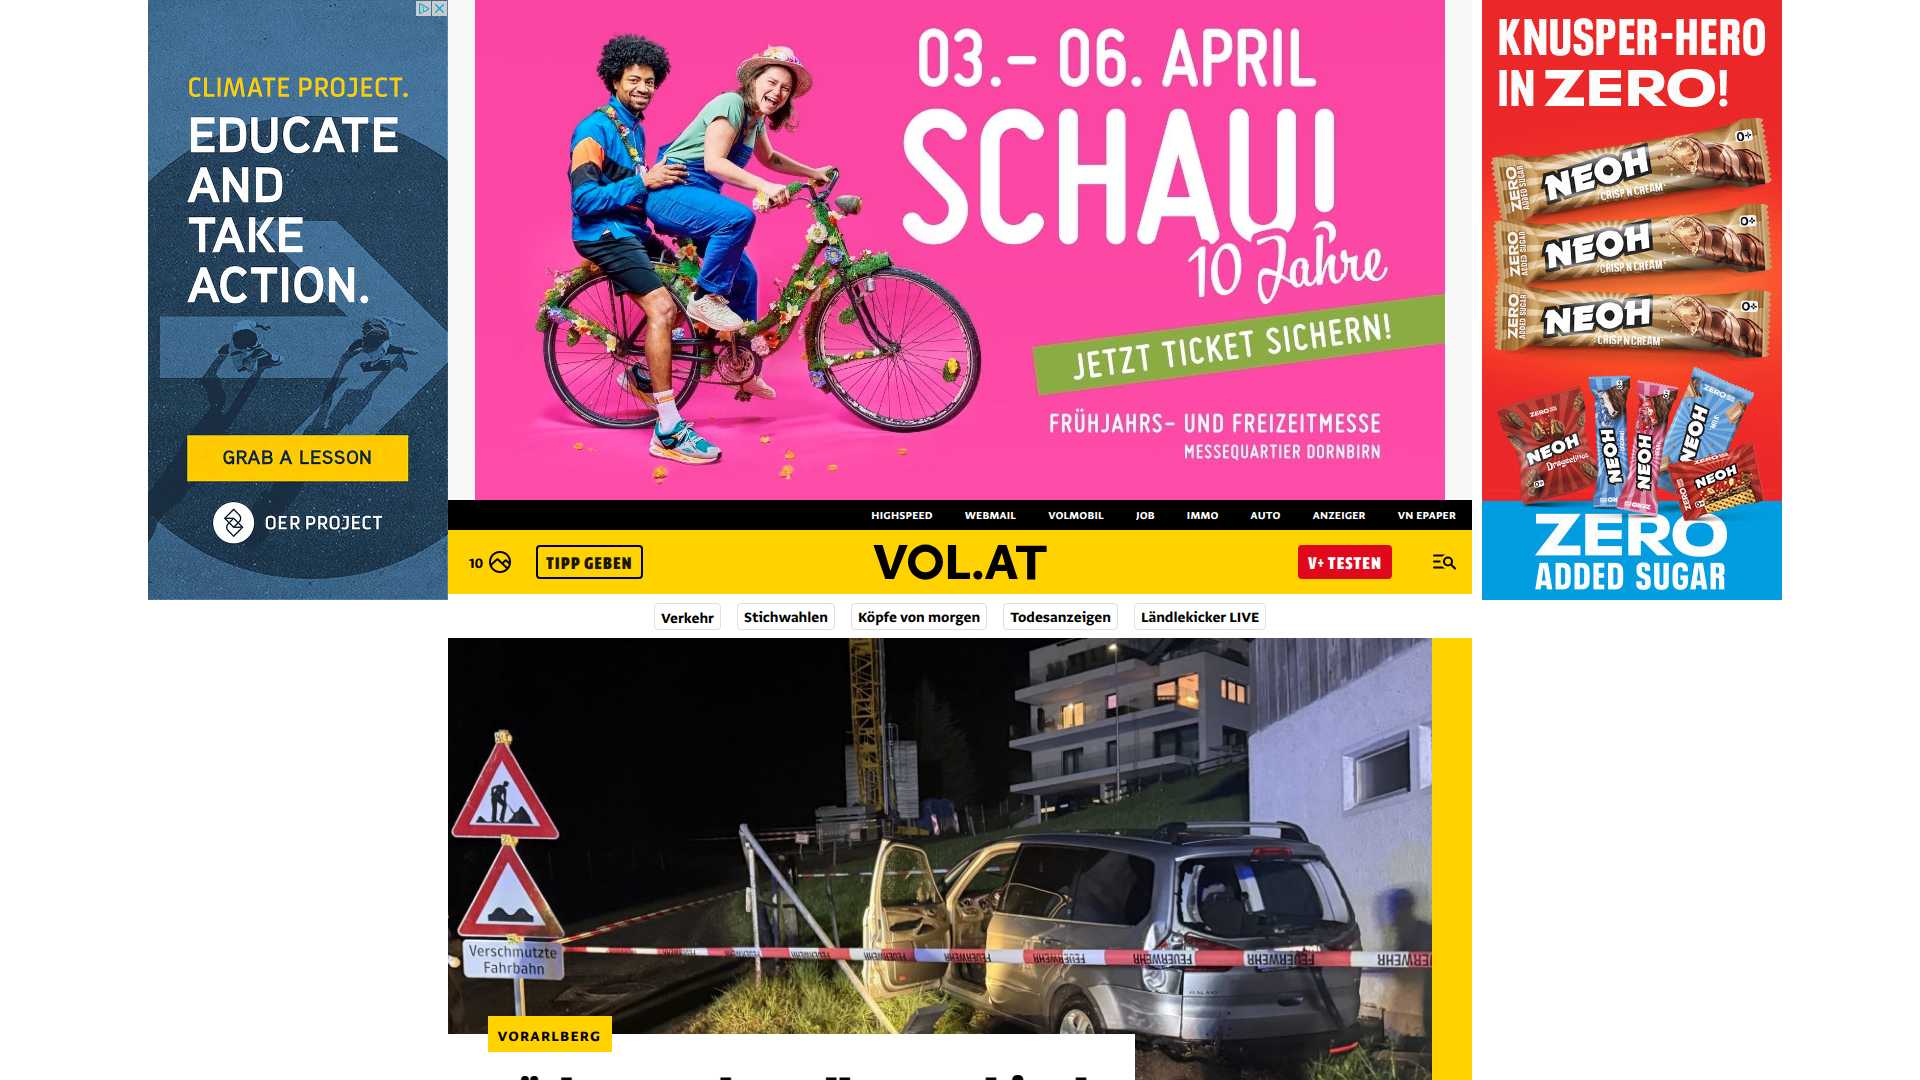 CLIMATE PROJECT.
EDUCATE
AND
TAKE
ACTION.
GRAB A LESSON
OER PROJECT
03.– 06. APRIL
SCHAU!
10 Jahre
JETZT TICKET SICHERN!
FRÜHJAHRS- UND FREIZEITMESSE
MESSEQUARTIER DORNBIRN
KNUSPER-HERO
IN ZERO!
ZERO
ADDED SUGAR
NEOH
CRISP'N'CREAM
0+
ZERO
ADDED SUGAR
NEOH
CRISP'N'CREAM
0+
ZERO
ADDED SUGAR
NEOH
CRISP'N'CREAM
0+
NEOH
Drageelinos
NEOH
NEOH
NEOH
NEOH
ZERO
ADDED SUGAR
HIGHSPEED
WEBMAIL
VOLMOBIL
JOB
IMMO
AUTO
ANZEIGER
VN EPAPER
10
TIPP GEBEN
VOL.AT
V+ TESTEN
Verkehr
Stichwahlen
Köpfe von morgen
Todesanzeigen
Ländlekicker LIVE
Verschmutzte
Fahrbahn
FEUERWEHR
FEUERWEHR
FEUERWEHR
FEUERWEHR
VORARLBERG